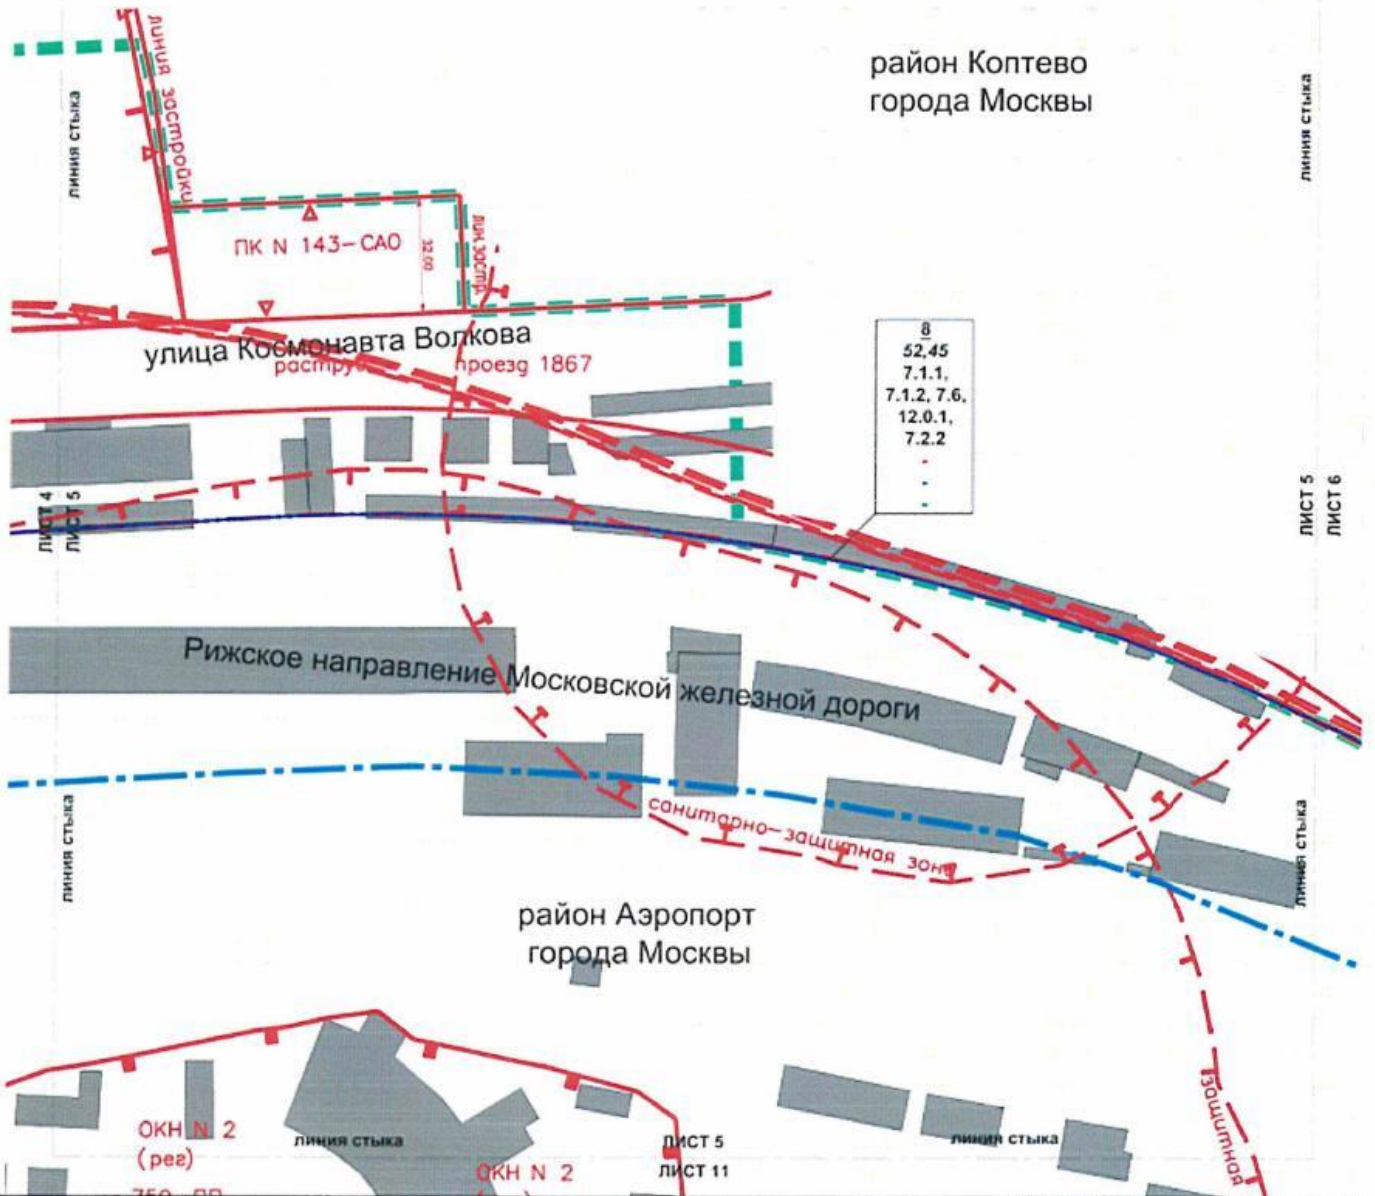 линия застройки
район Коптево
города Москвы
линия стыка
линия стыка
ПК N 143-САО
32.00
лин.застр.
улица Космонавта Волкова
проезд 1867
8
52,45
7.1.1,
7.1.2, 7.6,
12.0.1,
7.2.2
-
-
-
ЛИСТ 4
ЛИСТ 5
ЛИСТ 5
ЛИСТ 6
Рижское направление Московской железной дороги
санитарно-защитная зона
линия стыка
линия стыка
район Аэропорт
города Москвы
защитная
ОКН N 2
(рег)
линия стыка
ЛИСТ 5
ЛИСТ 11
линия стыка
ОКН N 2